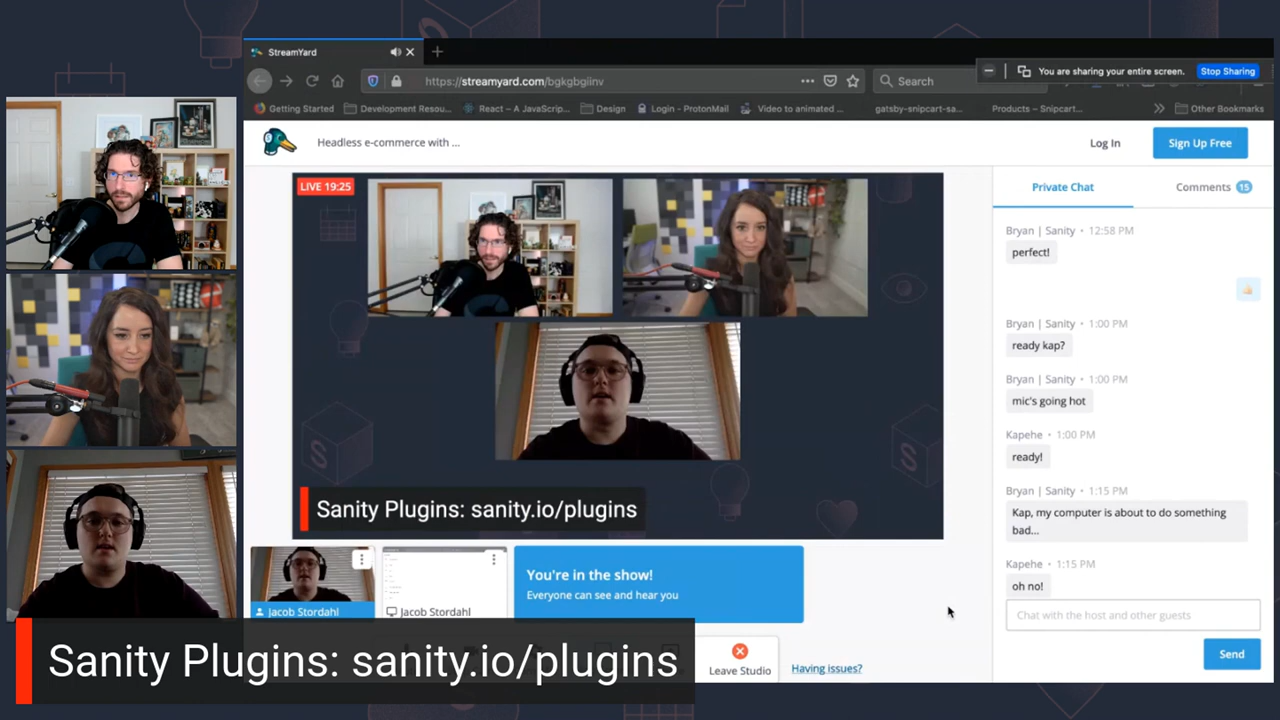 StreamYard
https://streamyard.com/bgkgbgiinv
Search
You are sharing your entire screen.
Stop Sharing
Getting Started
Development Resou...
React – A JavaScrip...
Design
Login - ProtonMail
Video to animated ...
gatsby-snipcart-sa...
Products – Snipcart...
Other Bookmarks
Headless e-commerce with ...
Log In
Sign Up Free
LIVE 19:25
Private Chat
Comments 15
Bryan | Sanity • 12:58 PM
perfect!
Bryan | Sanity • 1:00 PM
ready kap?
Bryan | Sanity • 1:00 PM
mic's going hot
Kapehe • 1:00 PM
ready!
Bryan | Sanity • 1:15 PM
Kap, my computer is about to do something
bad...
Kapehe • 1:15 PM
oh no!
Chat with the host and other guests
Send
Sanity Plugins: sanity.io/plugins
You're in the show!
Everyone can see and hear you
Jacob Stordahl
Jacob Stordahl
Leave Studio
Having issues?
Sanity Plugins: sanity.io/plugins